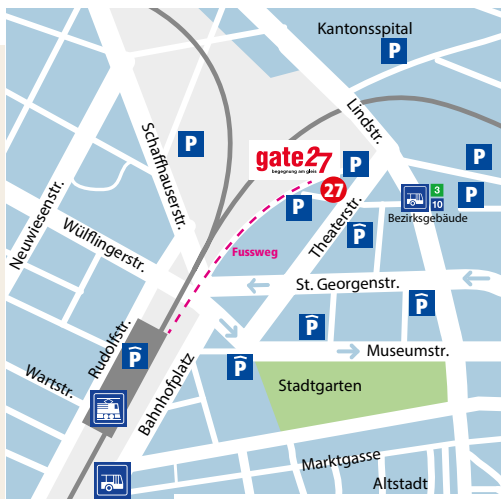 Kantonsspital
P
P
Lindstr.
Schaffhauserstr.
P
gate27
begegnung am gleis
P
P
27
P
3
10
P
Bezirksgebäude
Neuwiesenstr.
Theaterstr.
P
Wülflingerstr.
Fussweg
St. Georgenstr.
P
P
Rudolfstr.
P
Museumstr.
P
Bahnhofplatz
Wartstr.
Stadtgarten
Marktgasse
Altstadt